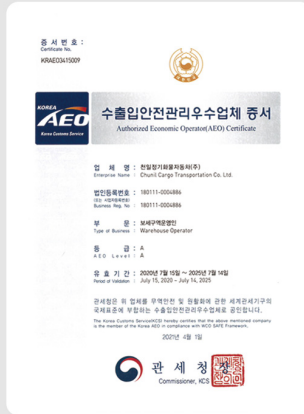 증 서 번 호 :
Certificate No,
KRAEO3415009
KOREA
AEO
Korea Customs Service
수출입안전관리우수업체 증서
Authorized Economic Operator(AEO) Certificate
업 체 명 : 천일정기화물자동차(주)
Enterprise Name : Chunil Cargo Transportation Co. Ltd.
법인등록번호 : 180111-0004886
(또는 사업자등록번호)
Business Reg. No : 180111-0004886
부 문 : 보세구역운영인
Type of Business : Warehouse Operator
등 급 : A
AEO Level : A
유 효 기 간 : 2020년 7월 15일 ~ 2025년 7월 14일
Period of Validation : July 15, 2020 - July 14, 2025
관세청은 위 업체를 무역안전 및 원활화에 관한 세계관세기구의
국제표준에 부합하는 수출입안전관리우수업체로 공인합니다.
The Korea Customs Service(KCS) hereby certifies that the above mentioned company
is the member of the Korea AEO in compliance with WCO SAFE Framework.
2021년 4월 1일
관 세 청 장
Commissioner, KCS